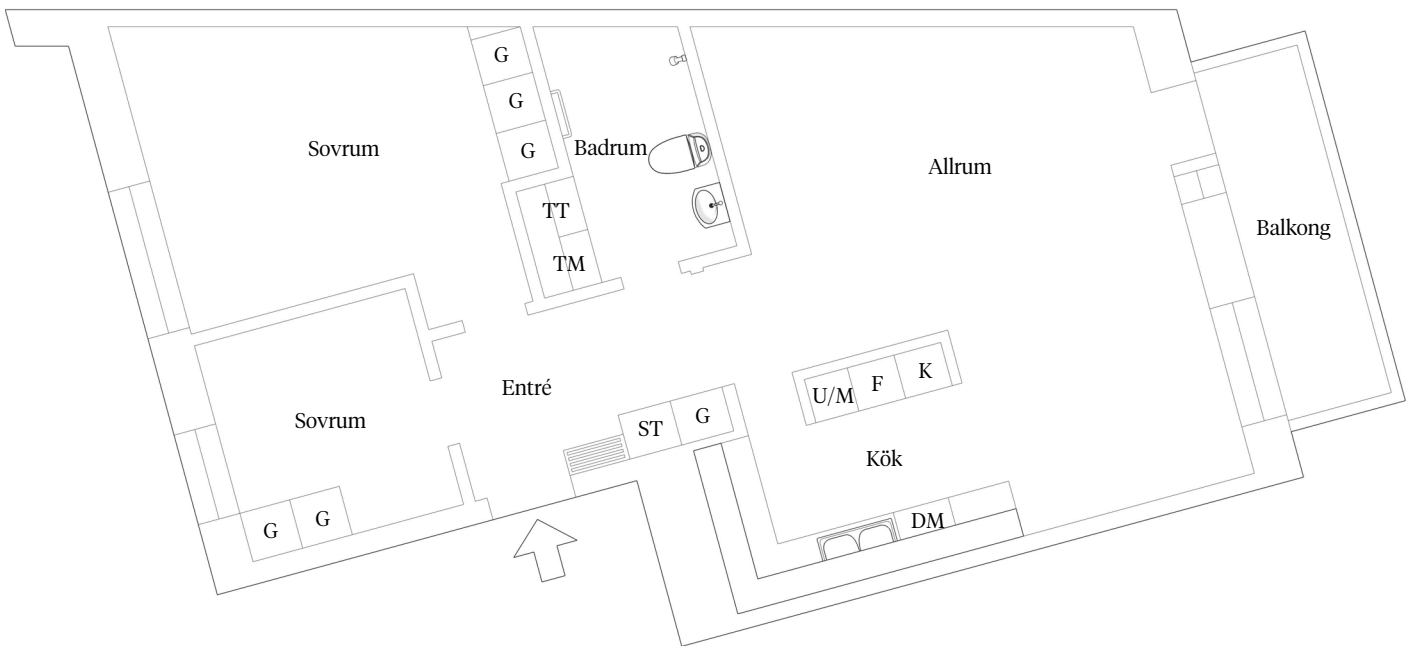 G
G
G
Sovrum
Badrum
Allrum
TT
TM
Balkong
Entré
U/M
F
K
Sovrum
ST
G
Kök
G
G
DM